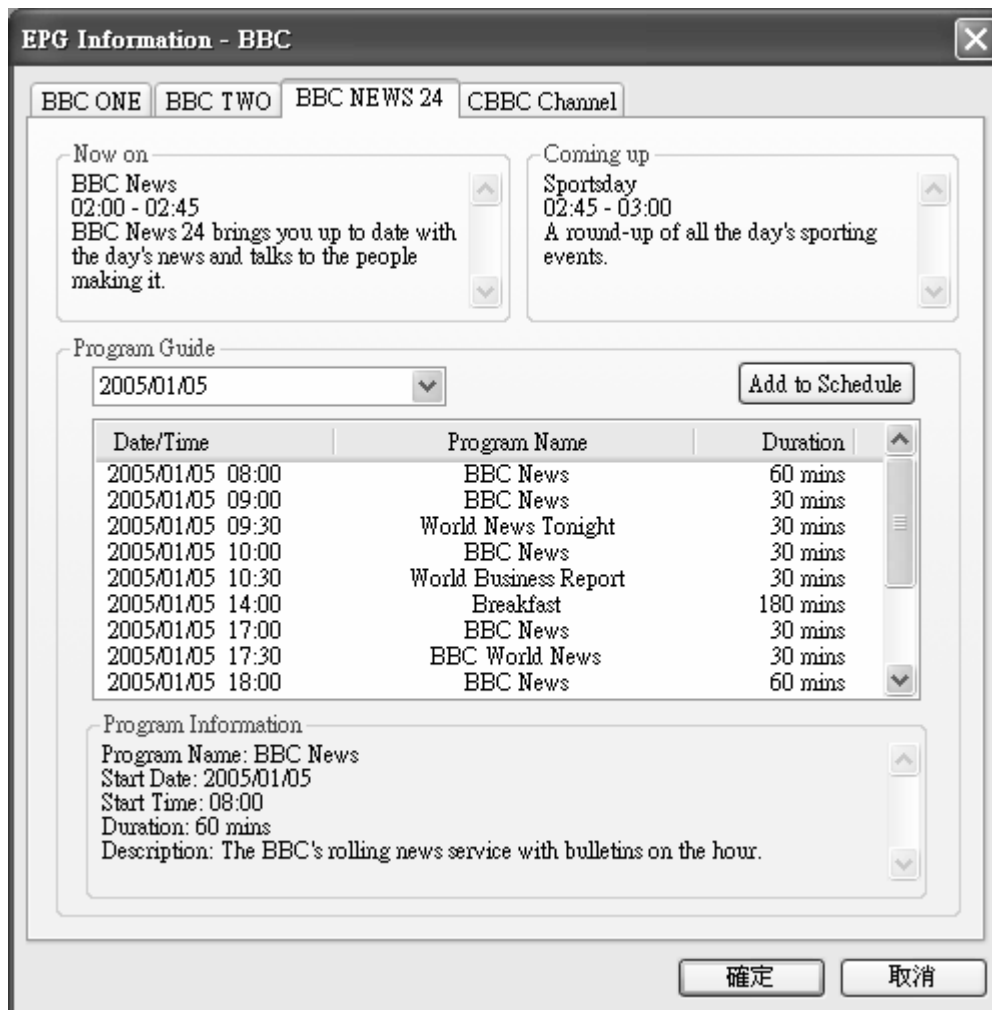 EPG Information - BBC
BBC ONE BBC TWO BBC NEWS 24 CBBC Channel
Now on
BBC News
02:00 - 02:45
BBC News 24 brings you up to date with
the day's news and talks to the people
making it.
Coming up
Sportsday
02:45 - 03:00
A round-up of all the day's sporting
events.
Program Guide
2005/01/05
Add to Schedule
Date/Time Program Name Duration
2005/01/05 08:00 BBC News 60 mins
2005/01/05 09:00 BBC News 30 mins
2005/01/05 09:30 World News Tonight 30 mins
2005/01/05 10:00 BBC News 30 mins
2005/01/05 10:30 World Business Report 30 mins
2005/01/05 14:00 Breakfast 180 mins
2005/01/05 17:00 BBC News 30 mins
2005/01/05 17:30 BBC World News 30 mins
2005/01/05 18:00 BBC News 60 mins
Program Information
Program Name: BBC News
Start Date: 2005/01/05
Start Time: 08:00
Duration: 60 mins
Description: The BBC's rolling news service with bulletins on the hour.
確定 取消